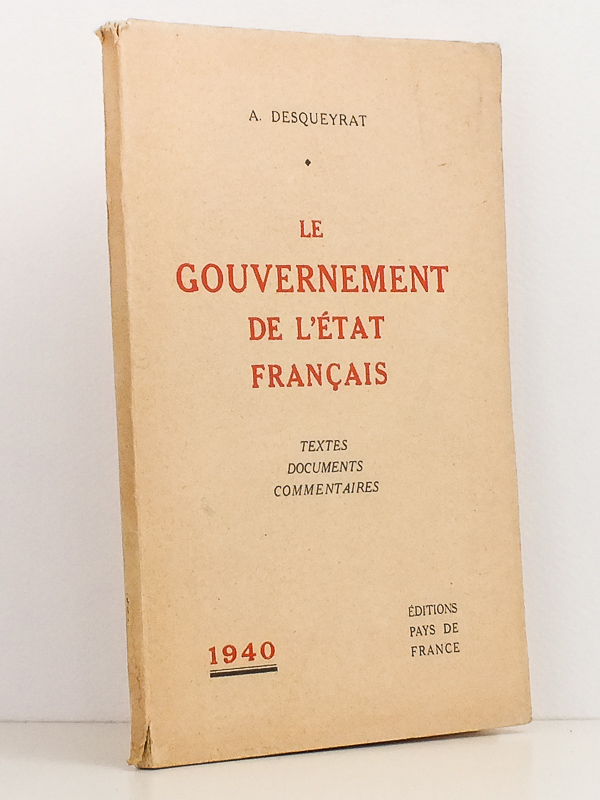 A. DESQUEYRAT
LE
GOUVERNEMENT
DE L'ÉTAT
FRANÇAIS
TEXTES
DOCUMENTS
COMMENTAIRES
1940
ÉDITIONS
PAYS DE
FRANCE